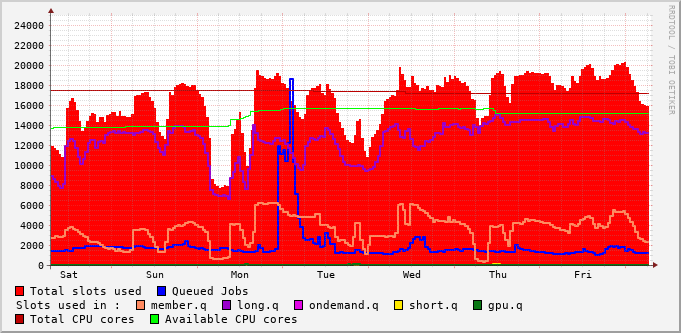 24000
22000
20000
18000
16000
14000
12000
10000
8000
6000
4000
2000
0
Sat Sun Mon Tue Wed Thu Fri
RRDTOOL / TOBI OETIKER
Total slots used Queued Jobs
Slots used in : member.q long.q ondemand.q short.q gpu.q
Total CPU cores Available CPU cores